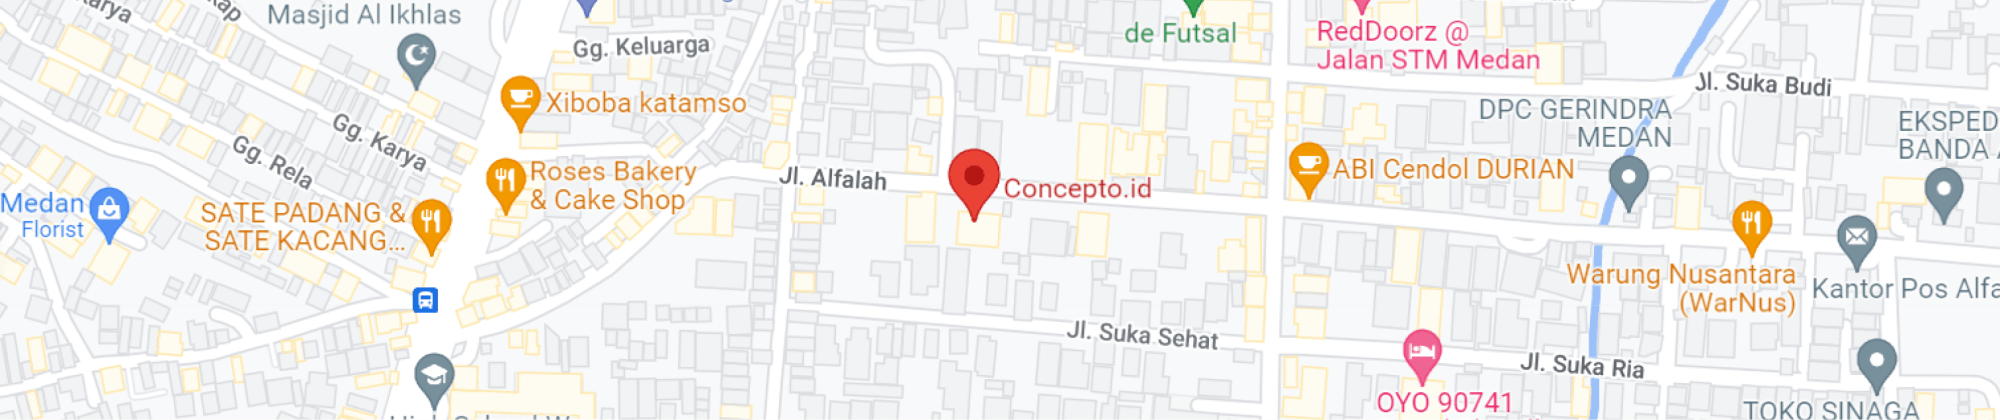 Karya
Masjid Al Ikhlas
Gg. Keluarga
de Futsal
RedDoorz @
Jalan STM Medan
Jl. Suka Budi
Xiboba katamso
Gg. Karya
Gg. Rela
DPC GERINDRA
MEDAN
EKSPED
BANDA
Roses Bakery
& Cake Shop
Jl. Alfalah
Concepto.id
ABI Cendol DURIAN
Medan
Florist
SATE PADANG &
SATE KACANG...
Warung Nusantara
(WarNus)
Kantor Pos Alfa
Jl. Suka Sehat
Jl. Suka Ria
OYO 90741
TOKO SINAGA